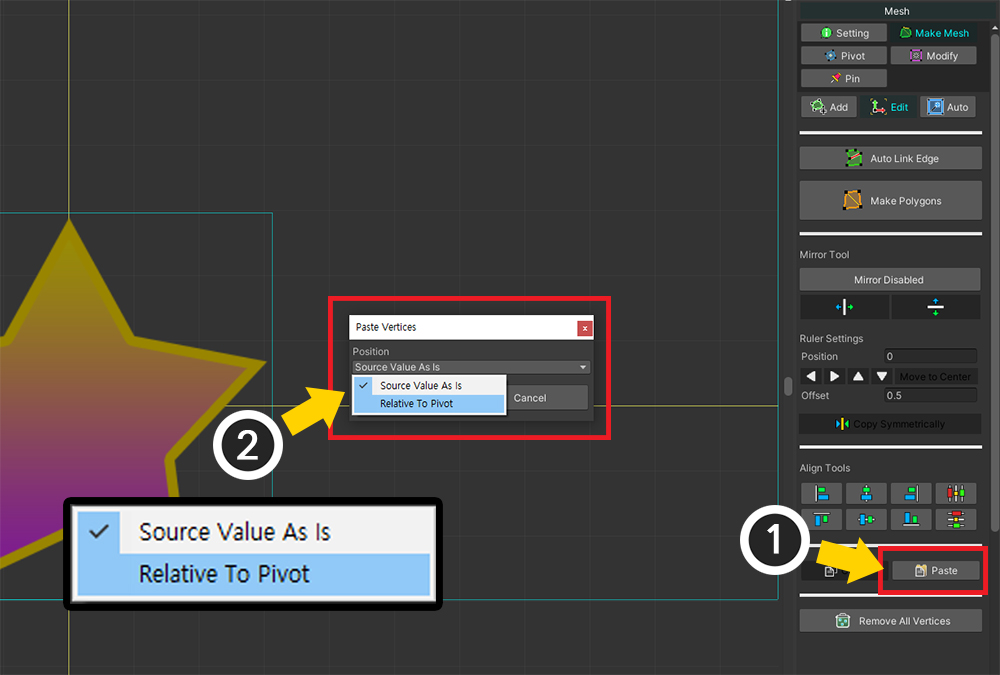 Mesh
Setting
Make Mesh
Pivot
Modify
Pin
Add
Edit
Auto
Auto Link Edge
Make Polygons
Mirror Tool
Mirror Disabled
Ruler Settings
Position
0
Move to Center
Offset
0.5
Copy Symmetrically
Align Tools
Paste
Remove All Vertices
Paste Vertices
x
Position
Source Value As Is
Source Value As Is
Relative To Pivot
Cancel
1
2
Source Value As Is
Relative To Pivot